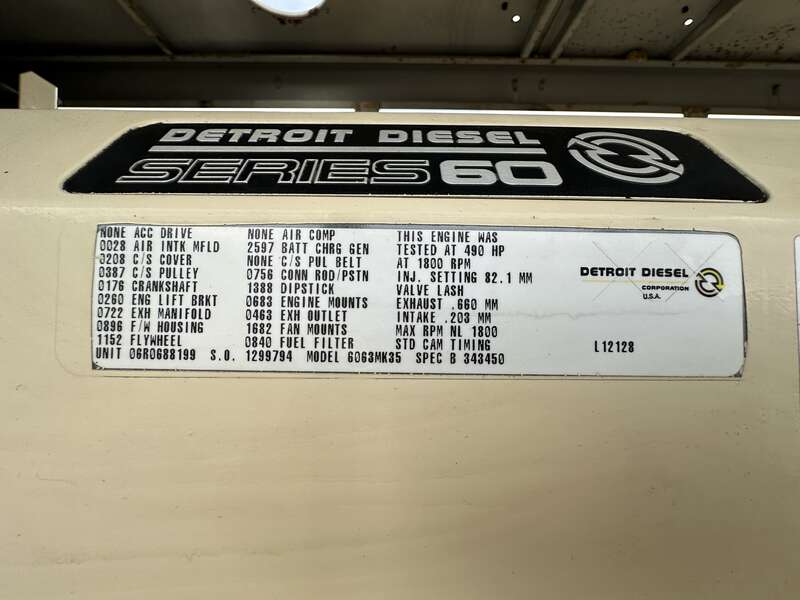 DETROIT DIESEL
SERIES 60
NONE ACC DRIVE NONE AIR COMP THIS ENGINE WAS
0028 AIR INTK MFLD 2597 BATT CHRG GEN TESTED AT 490 HP
0208 C/S COVER NONE C/S PUL BELT AT 1800 RPM
0387 C/S PULLEY 0756 CONN ROD/PSTN INJ. SETTING 82.1 MM
0176 CRANKSHAFT 1388 DIPSTICK VALVE LASH
0260 ENG LIFT BRKT 0683 ENGINE MOUNTS EXHAUST .660 MM
0722 EXH MANIFOLD 0463 EXH OUTLET INTAKE .203 MM
0896 F/W HOUSING 1682 FAN MOUNTS MAX RPM NL 1800
1152 FLYWHEEL 0840 FUEL FILTER STD CAM TIMING L12128
UNIT 06R0688199 S.O. 1299794 MODEL 6063MK35 SPEC B 343450
DETROIT DIESEL
CORPORATION
U.S.A.